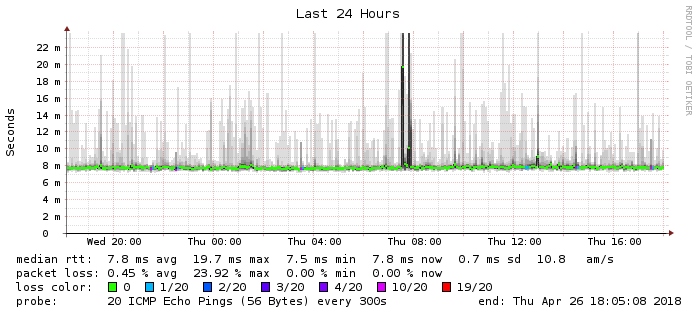 Last 24 Hours
RRDTOOL / TOBI OETIKER
Seconds
22 m
20 m
18 m
16 m
14 m
12 m
10 m
8 m
6 m
4 m
2 m
0
Wed 20:00 Thu 00:00 Thu 04:00 Thu 08:00 Thu 12:00 Thu 16:00
median rtt: 7.8 ms avg 19.7 ms max 7.5 ms min 7.8 ms now 0.7 ms sd 10.8 am/s
packet loss: 0.45 % avg 23.92 % max 0.00 % min 0.00 % now
loss color: 0 1/20 2/20 3/20 4/20 10/20 19/20
probe: 20 ICMP Echo Pings (56 Bytes) every 300s end: Thu Apr 26 18:05:08 2018